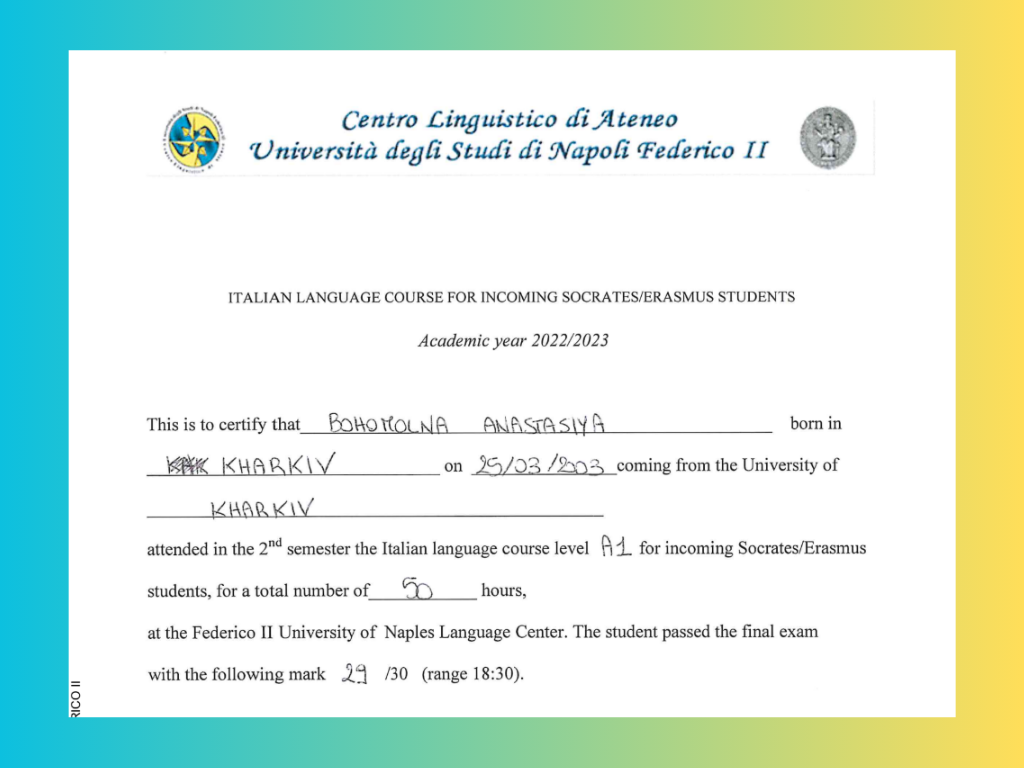 Centro Linguistico di Ateneo
Università degli Studi di Napoli Federico II
ITALIAN LANGUAGE COURSE FOR INCOMING SOCRATES/ERASMUS STUDENTS
Academic year 2022/2023
This is to certify that BOHOMOLNA ANASTASIYA born in
KHARKIV on 25/03/2003 coming from the University of
KHARKIV
attended in the 2nd semester the Italian language course level A1 for incoming Socrates/Erasmus
students, for a total number of 50 hours,
at the Federico II University of Naples Language Center. The student passed the final exam
with the following mark 29 /30 (range 18:30).
RICO II